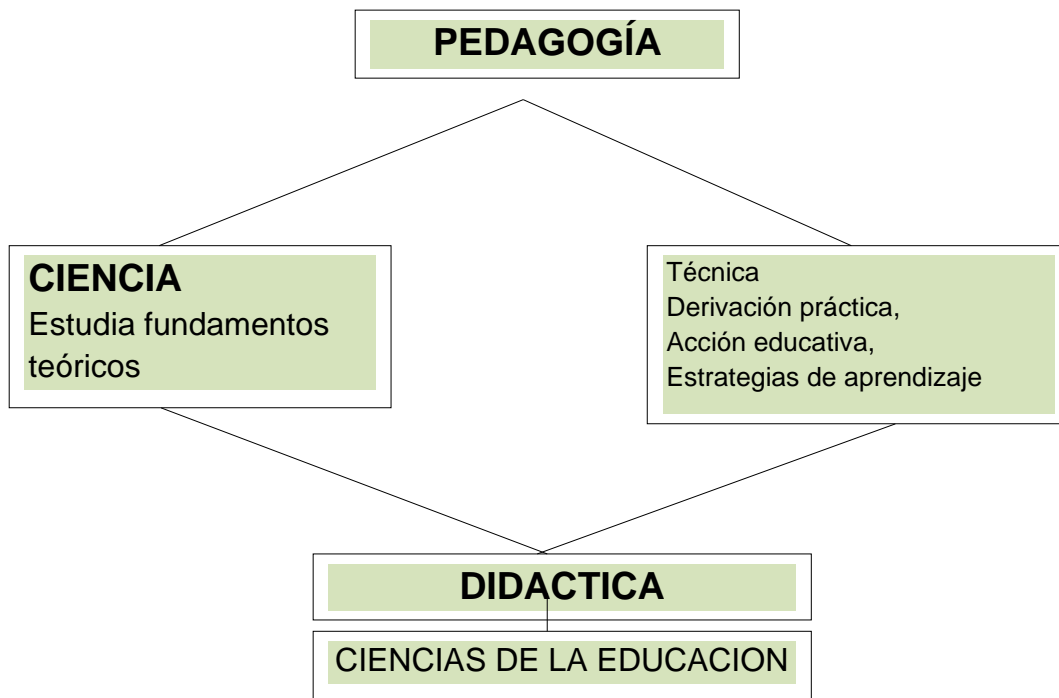 PEDAGOGÍA
CIENCIA
Estudia fundamentos
teóricos
Técnica
Derivación práctica,
Acción educativa,
Estrategias de aprendizaje
DIDACTICA
CIENCIAS DE LA EDUCACION